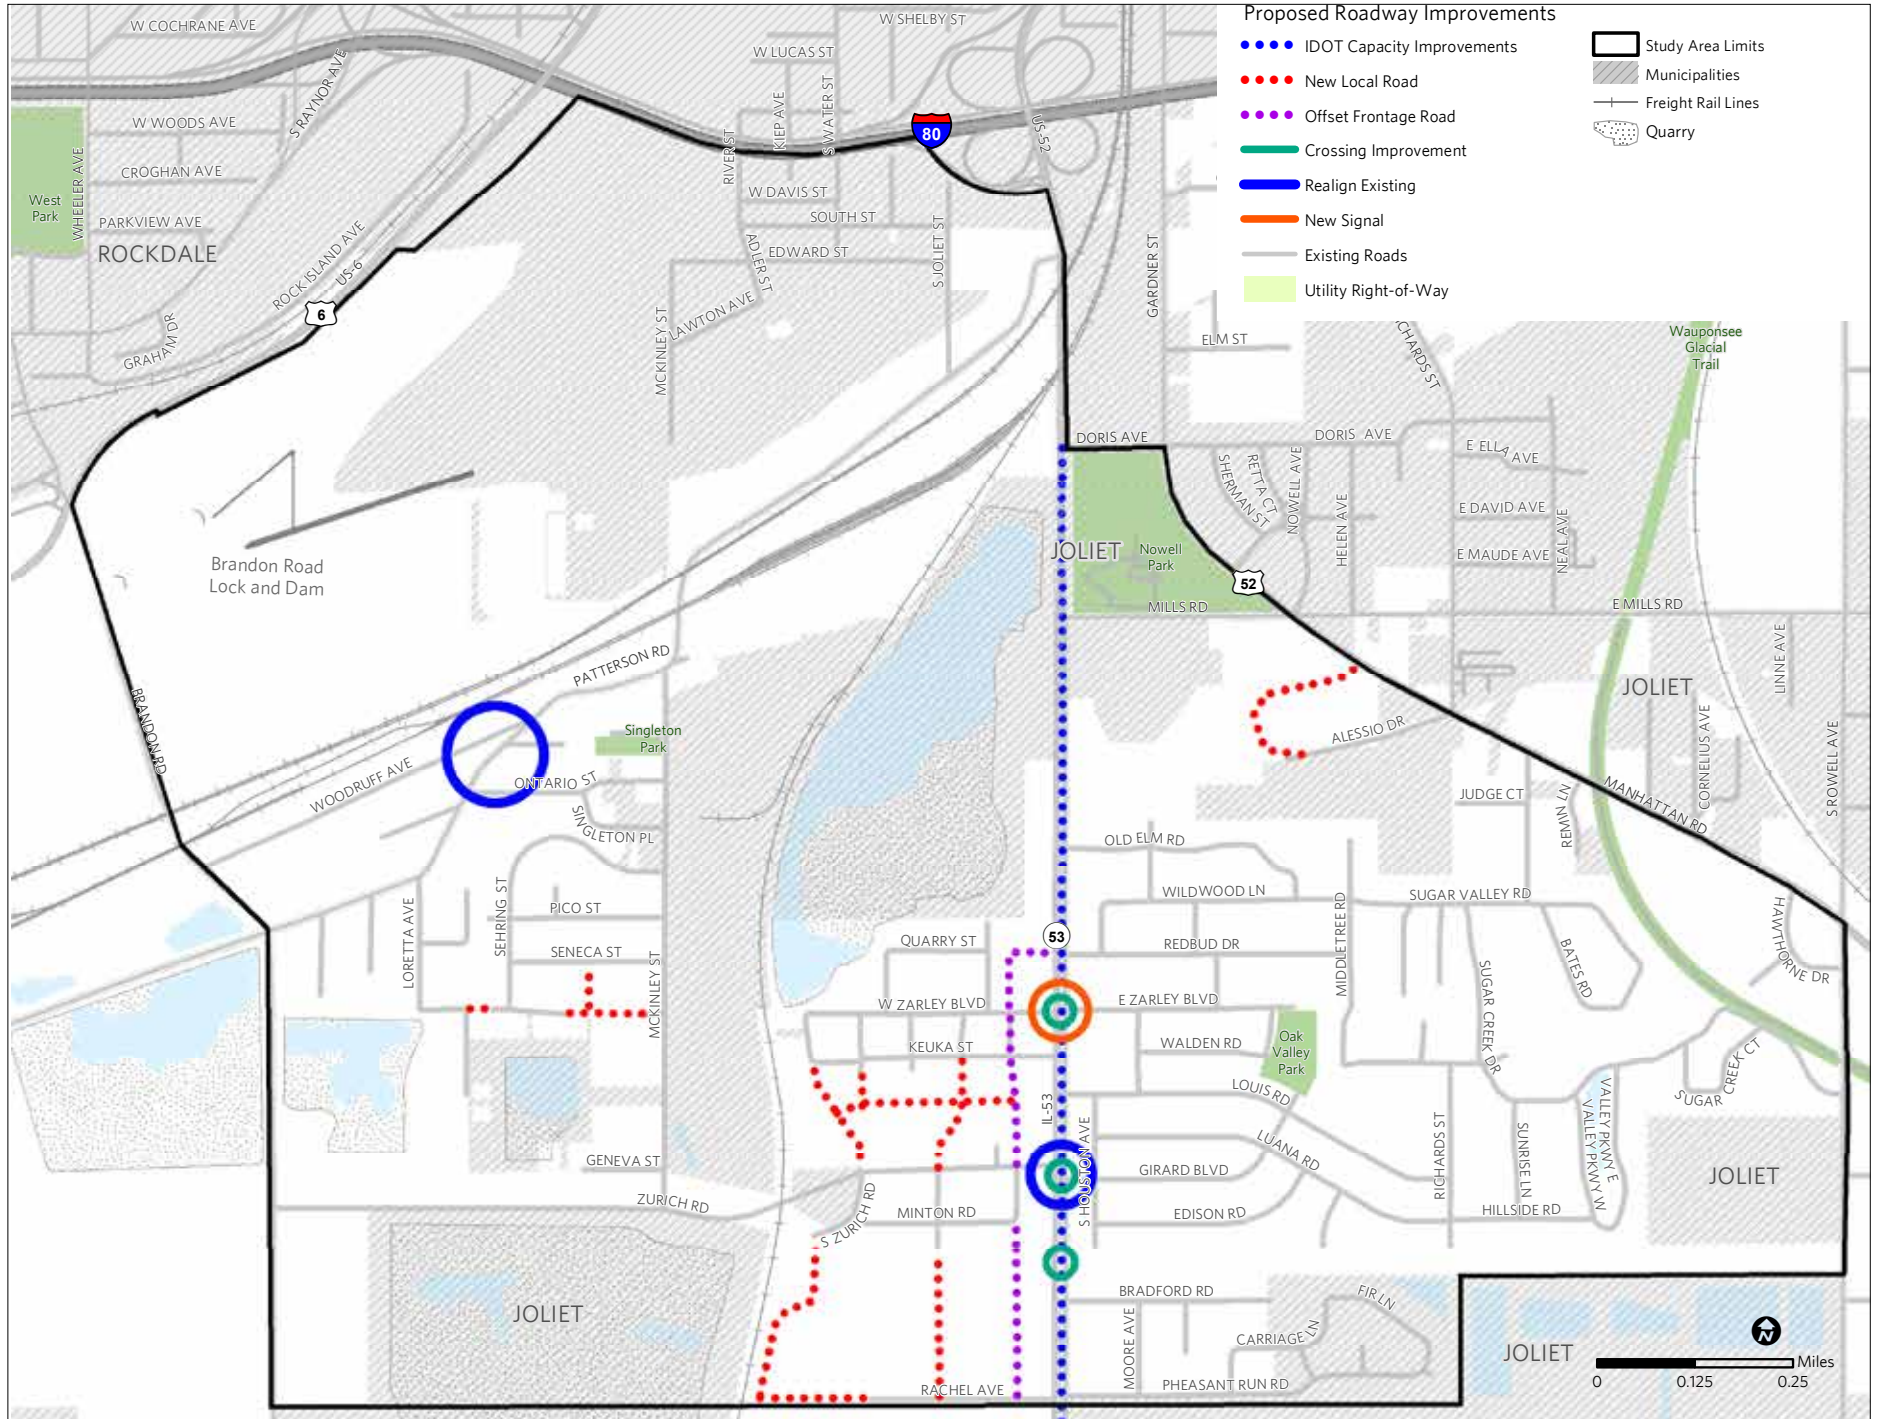 Proposed Roadway Improvements
IDOT Capacity Improvements
New Local Road
Offset Frontage Road
Crossing Improvement
Realign Existing
New Signal
Existing Roads
Utility Right-of-Way
Study Area Limits
Municipalities
Freight Rail Lines
Quarry
W COCHRANE AVE
W SHELBY ST
W LUCAS ST
S RAYNOR AVE
KIEP AVE
S WATER ST
RIVER ST
80
US-52
W WOODS AVE
WHEELER AVE
CROGHAN AVE
West
Park
PARKVIEW AVE
ROCKDALE
ROCK ISLAND AVE
US-6
6
GRAHAM DR
W DAVIS ST
SOUTH ST
EDWARD ST
ADLER ST
S JOLIET ST
LAWTON AVE
MCKINLEY ST
GARDNER ST
ELM ST
ICHARDS ST
Wauponsee
Glacial
Trail
DORIS AVE
DORIS AVE
E ELLA AVE
SHERMAN ST
RETTA CT
NOWELL AVE
HELEN AVE
E DAVID AVE
NEAL AVE
E MAUDE AVE
JOLIET
Nowell
Park
52
MILLS RD
E MILLS RD
Brandon Road
Lock and Dam
BRANDON RD
PATTERSON RD
Singleton
Park
WOODRUFF AVE
ONTARIO ST
SINGLETON PL
LINNE AVE
JOLIET
ALESSIO DR
CORNELIUS AVE
S ROWELL AVE
JUDGE CT
REMIN LN
MANHATTAN RD
OLD ELM RD
WILDWOOD LN
MIDDLETREE RD
SUGAR VALLEY RD
HAWTHORNE DR
LORETTA AVE
SEHRING ST
PICO ST
SENECA ST
MCKINLEY ST
QUARRY ST
53
REDBUD DR
BATES RD
SUGAR CREEK DR
W ZARLEY BLVD
E ZARLEY BLVD
KEUKA ST
WALDEN RD
Oak
Valley
Park
LOUIS RD
SUGAR CREEK CT
VALLEY PKWY E
VALLEY PKWY W
IL-53
S HOUSTON AVE
LUANA RD
RICHARDS ST
SUNRISE LN
GENEVA ST
GIRARD BLVD
JOLIET
ZURICH RD
S ZURICH RD
MINTON RD
EDISON RD
HILLSIDE RD
JOLIET
BRADFORD RD
FIR LN
MOORE AVE
CARRIAGE LN
RACHEL AVE
PHEASANT RUN RD
JOLIET
N
Miles
0 0.125 0.25